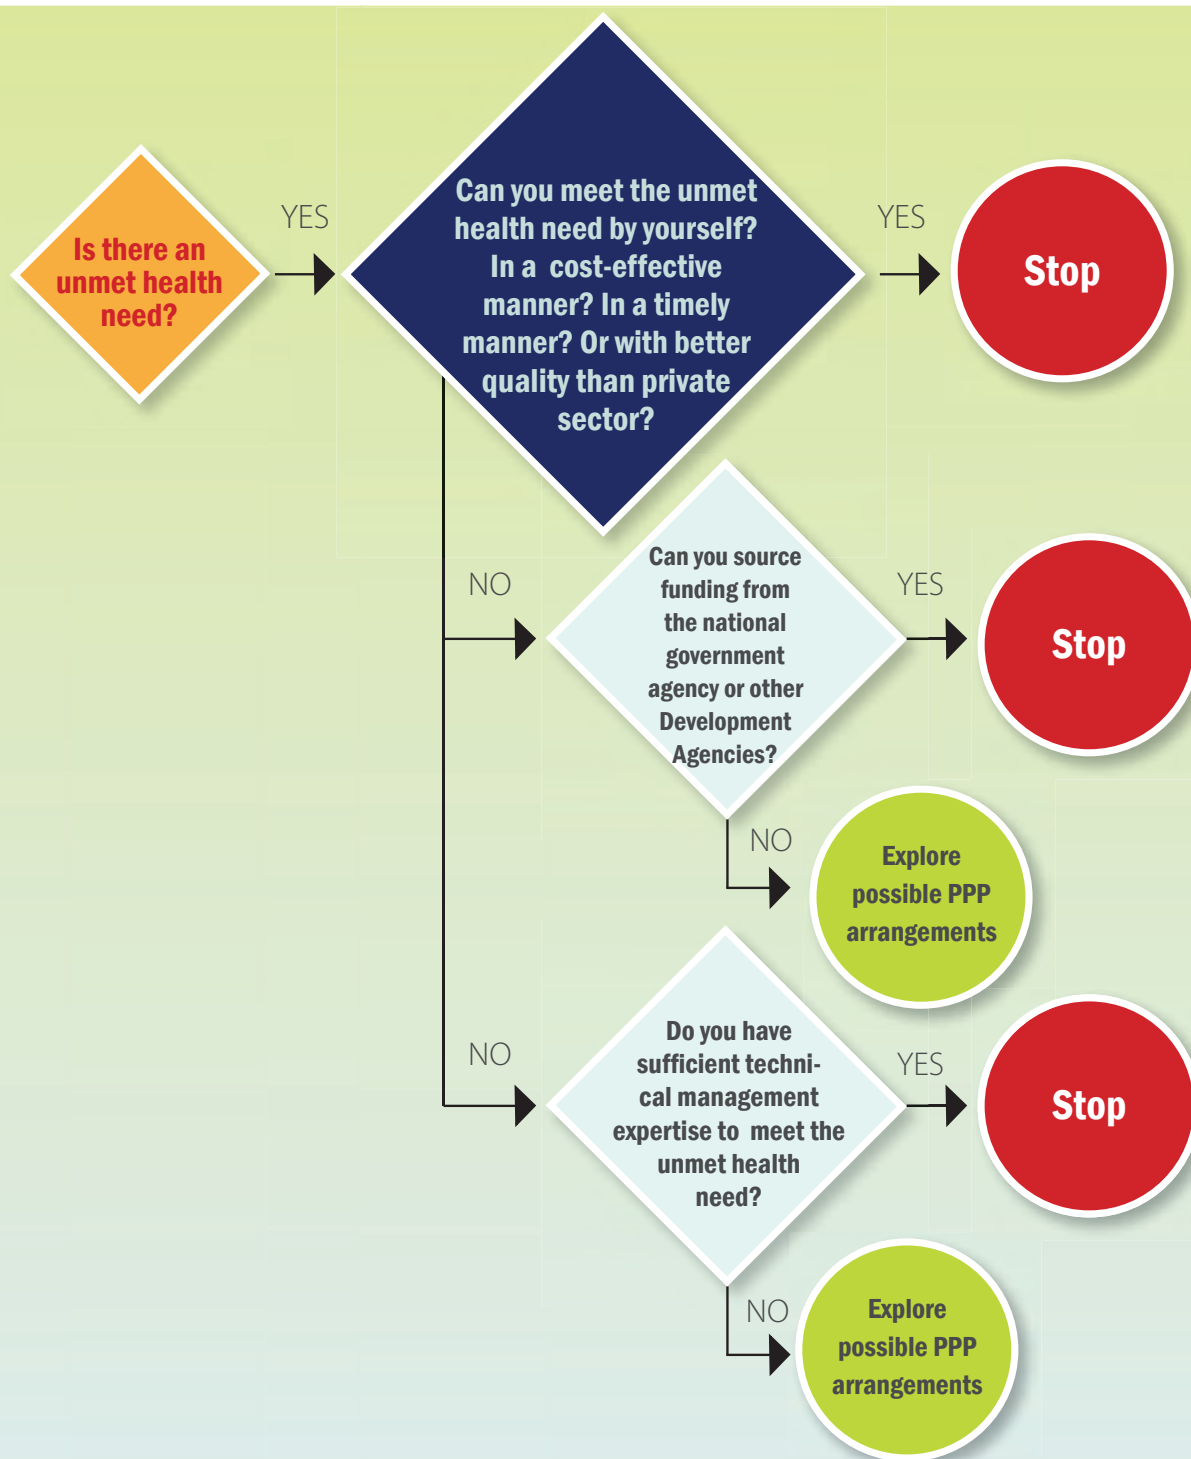 Is there an
unmet health
need?
YES
Can you meet the unmet
health need by yourself?
In a cost-effective
manner? In a timely
manner? Or with better
quality than private
sector?
YES
Stop
NO
Can you source
funding from
the national
government
agency or other
Development
Agencies?
YES
Stop
NO
Explore
possible PPP
arrangements
NO
Do you have
sufficient techni-
cal management
expertise to meet the
unmet health
need?
YES
Stop
NO
Explore
possible PPP
arrangements